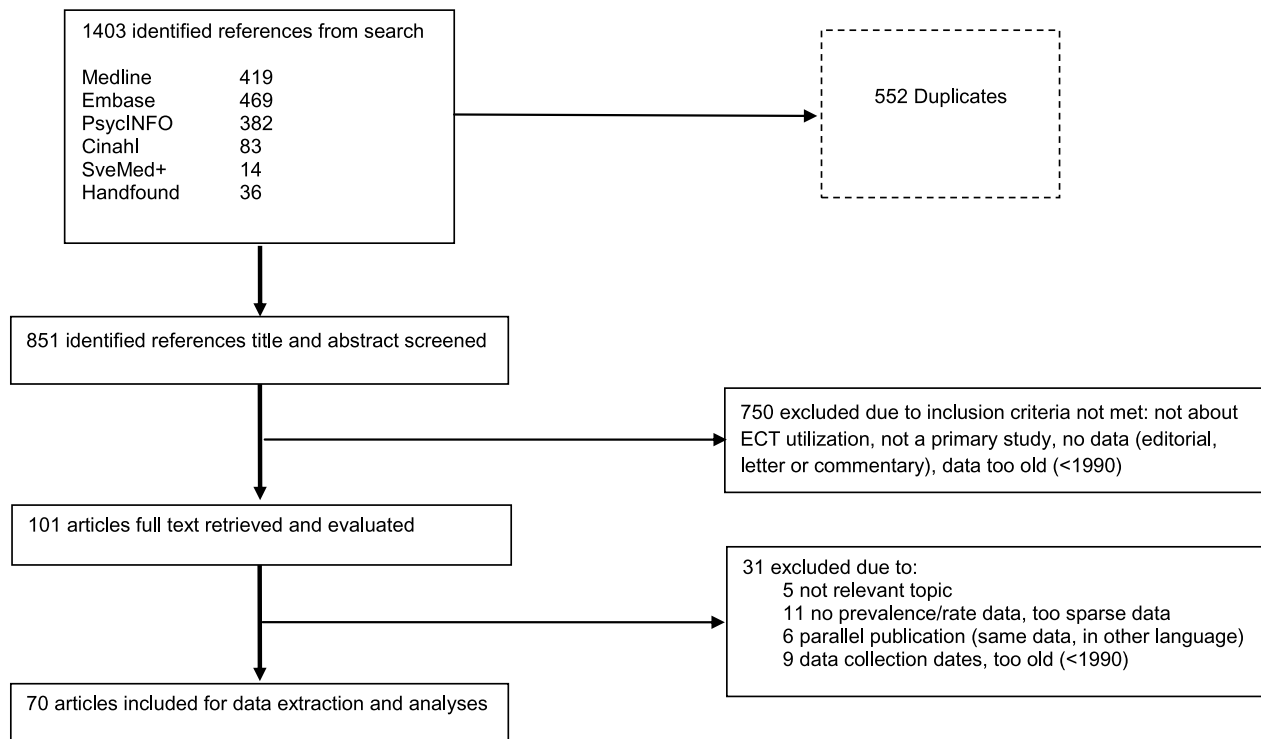 1403 identified references from search
Medline 419
Embase 469
PsycINFO 382
Cinahl 83
SveMed+ 14
Handfound 36
552 Duplicates
851 identified references title and abstract screened
750 excluded due to inclusion criteria not met: not about
ECT utilization, not a primary study, no data (editorial,
letter or commentary), data too old (<1990)
101 articles full text retrieved and evaluated
31 excluded due to:
5 not relevant topic
11 no prevalence/rate data, too sparse data
6 parallel publication (same data, in other language)
9 data collection dates, too old (<1990)
70 articles included for data extraction and analyses